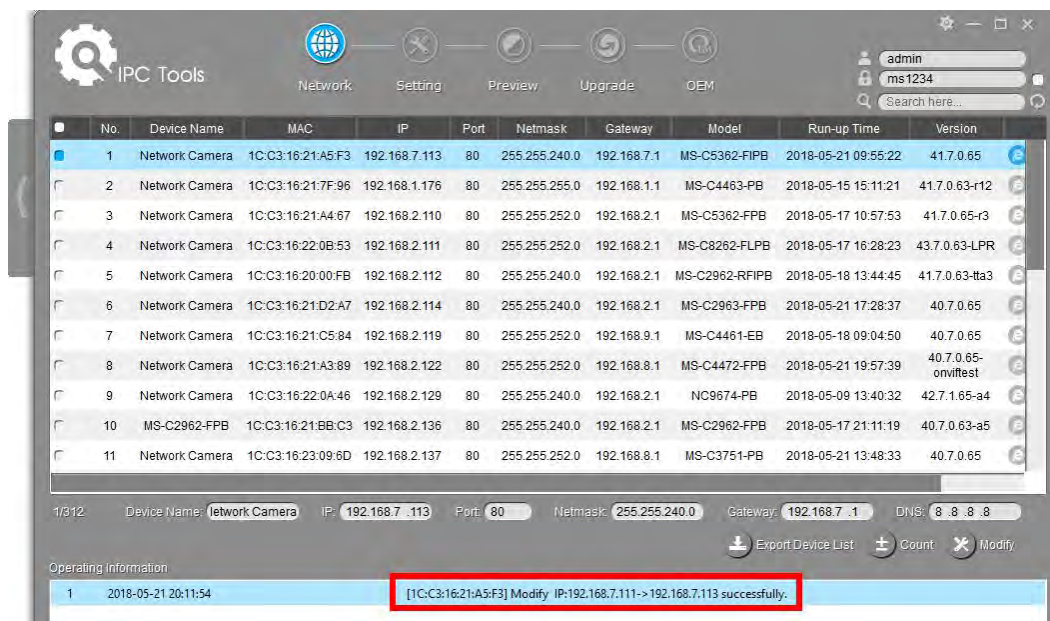 IPC Tools
Network Setting Preview Upgrade OEM
admin
ms1234
Search here...
No. Device Name MAC IP Port Netmask Gateway Model Run-up Time Version
1 Network Camera 1C:C3:16:21:A5:F3 192.168.7.113 80 255.255.240.0 192.168.7.1 MS-C5362-FIPB 2018-05-21 09:55:22 41.7.0.65
2 Network Camera 1C:C3:16:21:7F:96 192.168.1.176 80 255.255.255.0 192.168.1.1 MS-C4463-PB 2018-05-15 15:11:21 41.7.0.63-r12
3 Network Camera 1C:C3:16:21:A4:67 192.168.2.110 80 255.255.252.0 192.168.2.1 MS-C5362-FPB 2018-05-17 10:57:53 41.7.0.65-r3
4 Network Camera 1C:C3:16:22:0B:53 192.168.2.111 80 255.255.252.0 192.168.2.1 MS-C8262-FLPB 2018-05-17 16:28:23 43.7.0.63-LPR
5 Network Camera 1C:C3:16:20:00:FB 192.168.2.112 80 255.255.240.0 192.168.2.1 MS-C2962-RFIPB 2018-05-18 13:44:45 41.7.0.63-tta3
6 Network Camera 1C:C3:16:21:D2:A7 192.168.2.114 80 255.255.240.0 192.168.2.1 MS-C2963-FPB 2018-05-21 17:28:37 40.7.0.65
7 Network Camera 1C:C3:16:21:C5:84 192.168.2.119 80 255.255.252.0 192.168.9.1 MS-C4461-EB 2018-05-18 09:04:50 40.7.0.65
8 Network Camera 1C:C3:16:21:A3:89 192.168.2.122 80 255.255.252.0 192.168.8.1 MS-C4472-FPB 2018-05-21 19:57:39 40.7.0.65-
onviftest
9 Network Camera 1C:C3:16:22:0A:46 192.168.2.129 80 255.255.240.0 192.168.2.1 NC9674-PB 2018-05-09 13:40:32 42.7.1.65-a4
10 MS-C2962-FPB 1C:C3:16:21:BB:C3 192.168.2.136 80 255.255.240.0 192.168.2.1 MS-C2962-FPB 2018-05-17 21:11:19 40.7.0.63-a5
11 Network Camera 1C:C3:16:23:09:6D 192.168.2.137 80 255.255.252.0 192.168.8.1 MS-C3751-PB 2018-05-21 13:48:33 40.7.0.65
1/312 Device Name: letwork Camera IP: 192.168.7 .113 Port: 80 Netmask: 255.255.240.0 Gateway: 192.168.7 .1 DNS: 8 .8 .8 .8
Export Device List Count Modify
Operating Information
1 2018-05-21 20:11:54 [1C:C3:16:21:A5:F3] Modify IP:192.168.7.111->192.168.7.113 successfully.